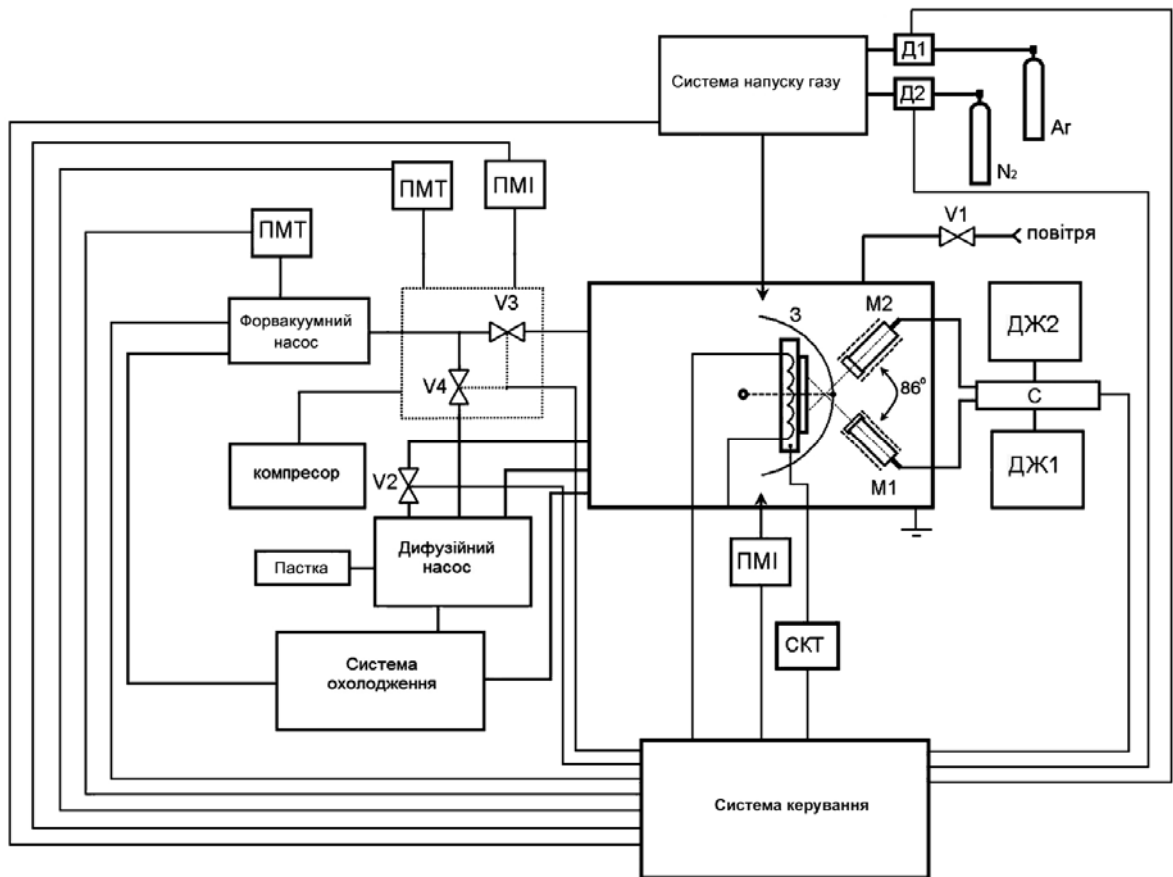 Д1
Система напуску газу
Д2
Ar
N₂
ПМТ
ПМІ
V1
повітря
ПМТ
V3
З
M2
Форвакуумний
насос
ДЖ2
V4
86⁰
С
компресор
V2
M1
ДЖ1
Дифузійний
насос
ПМІ
Пастка
СКТ
Система
охолодження
Система керування